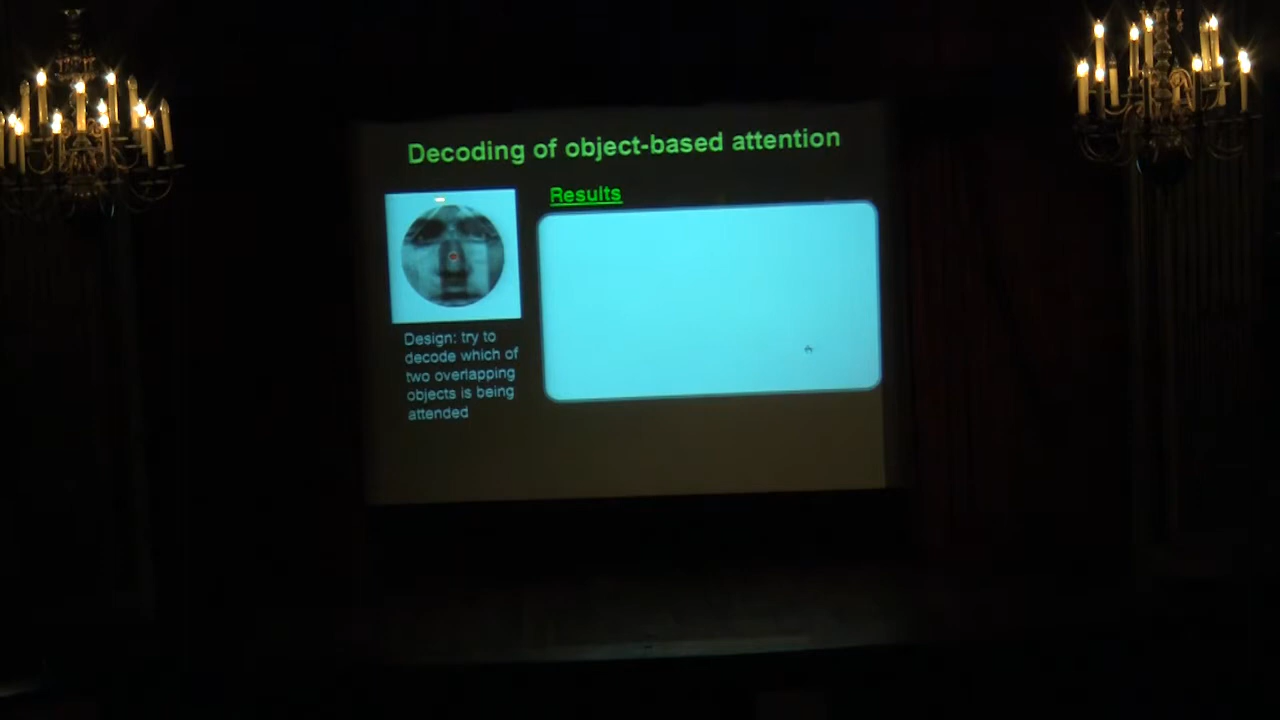 Decoding of object-based attention
Results
Design: try to
decode which of
two overlapping
objects is being
attended